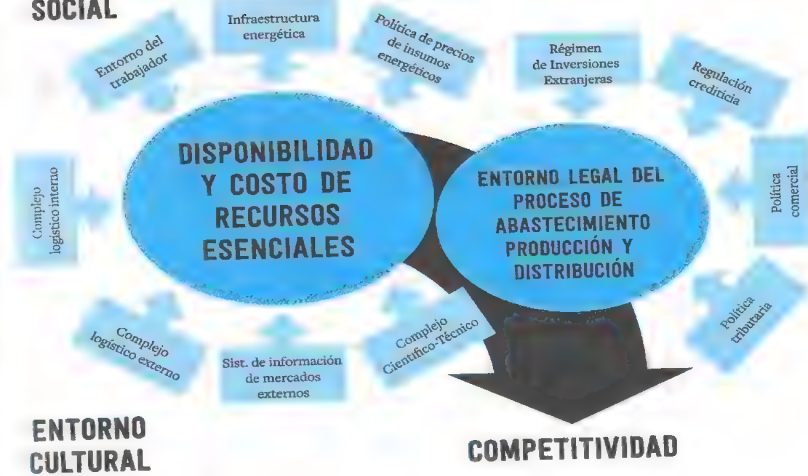 SOCIAL
Entorno del
trabajador
Infraestructura
energética
Política de precios
de insumos
energéticos
Régimen
de Inversiones
Extranjeras
Regulación
crediticia
Complejo
logístico interno
DISPONIBILIDAD
Y COSTO DE
RECURSOS
ESENCIALES
ENTORNO LEGAL DEL
PROCESO DE
ABASTECIMIENTO
PRODUCCIÓN Y
DISTRIBUCIÓN
Política
comercial
Complejo
logístico externo
Sist. de información
de mercados
externos
Complejo
Científico-Técnico
Política
tributaria
ENTORNO
CULTURAL
COMPETITIVIDAD